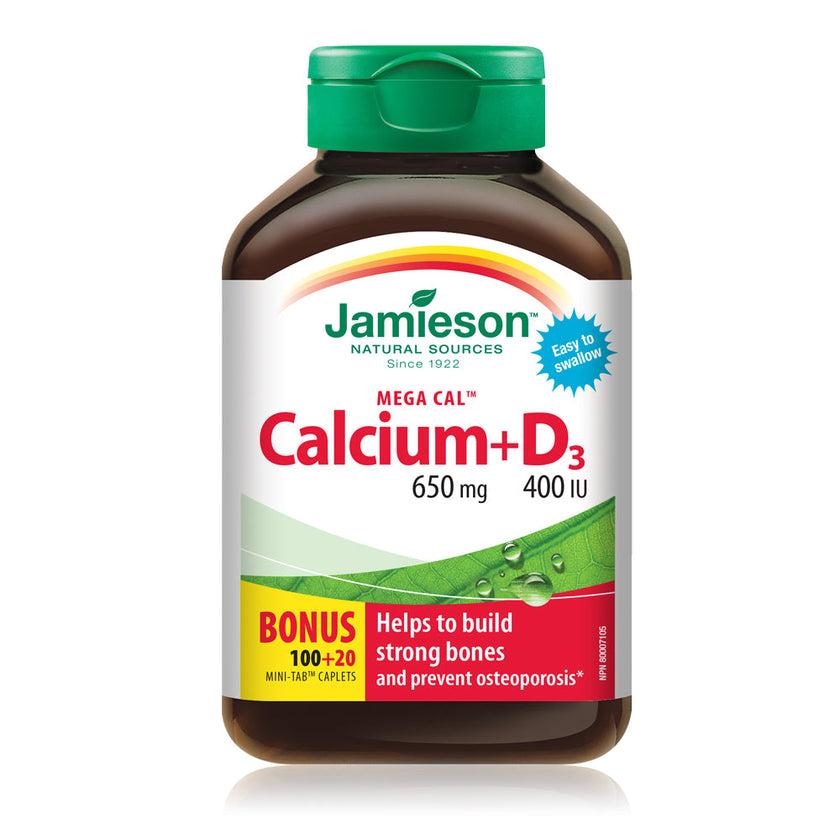 Jamieson™
NATURAL SOURCES
Since 1922
Easy to
swallow
MEGA CAL™
Calcium+D₃
650 mg 400 IU
BONUS
100+20
MINI-TAB™ CAPLETS
Helps to build
strong bones
and prevent osteoporosis*
NPN 80007105